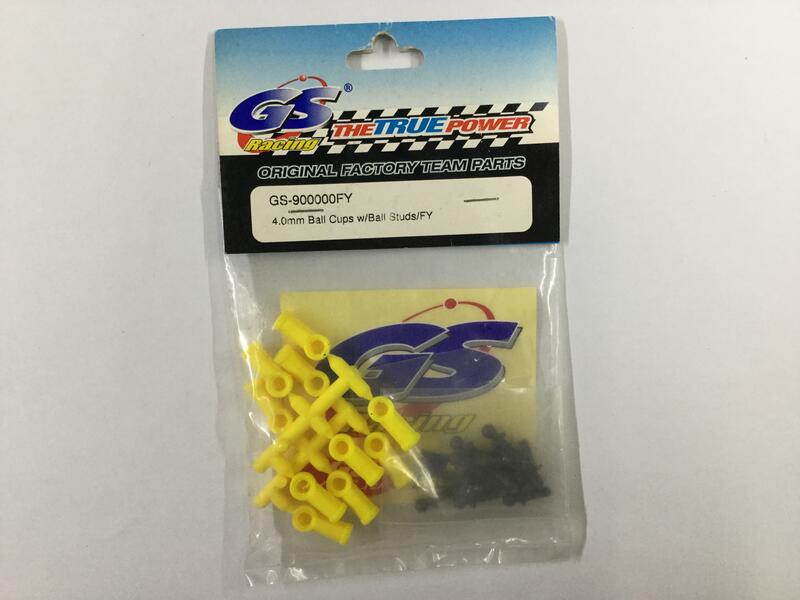 GS®
Racing
THE TRUE POWER
ORIGINAL FACTORY TEAM PARTS
GS-900000FY
4.0mm Ball Cups w/Ball Studs/FY
GS
Racing